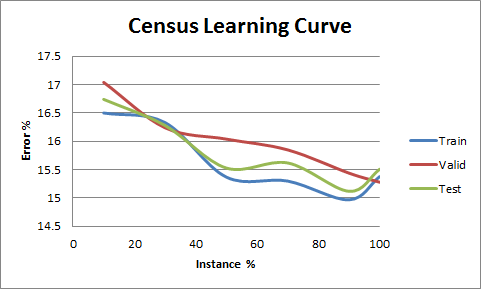 Census Learning Curve
17.5
17
16.5
16
15.5
15
14.5
Error %
0 20 40 60 80 100
Instance %
Train
Valid
Test